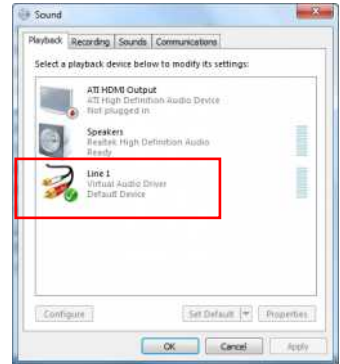 Sound
Playback Recording Sounds Communications
Select a playback device below to modify its settings:
ATI HDMI Output
ATI High Definition Audio Device
Not plugged in
Speakers
Realtek High Definition Audio
Ready
Line 1
Virtual Audio Driver
Default Device
Configure Set Default Properties
OK Cancel Apply